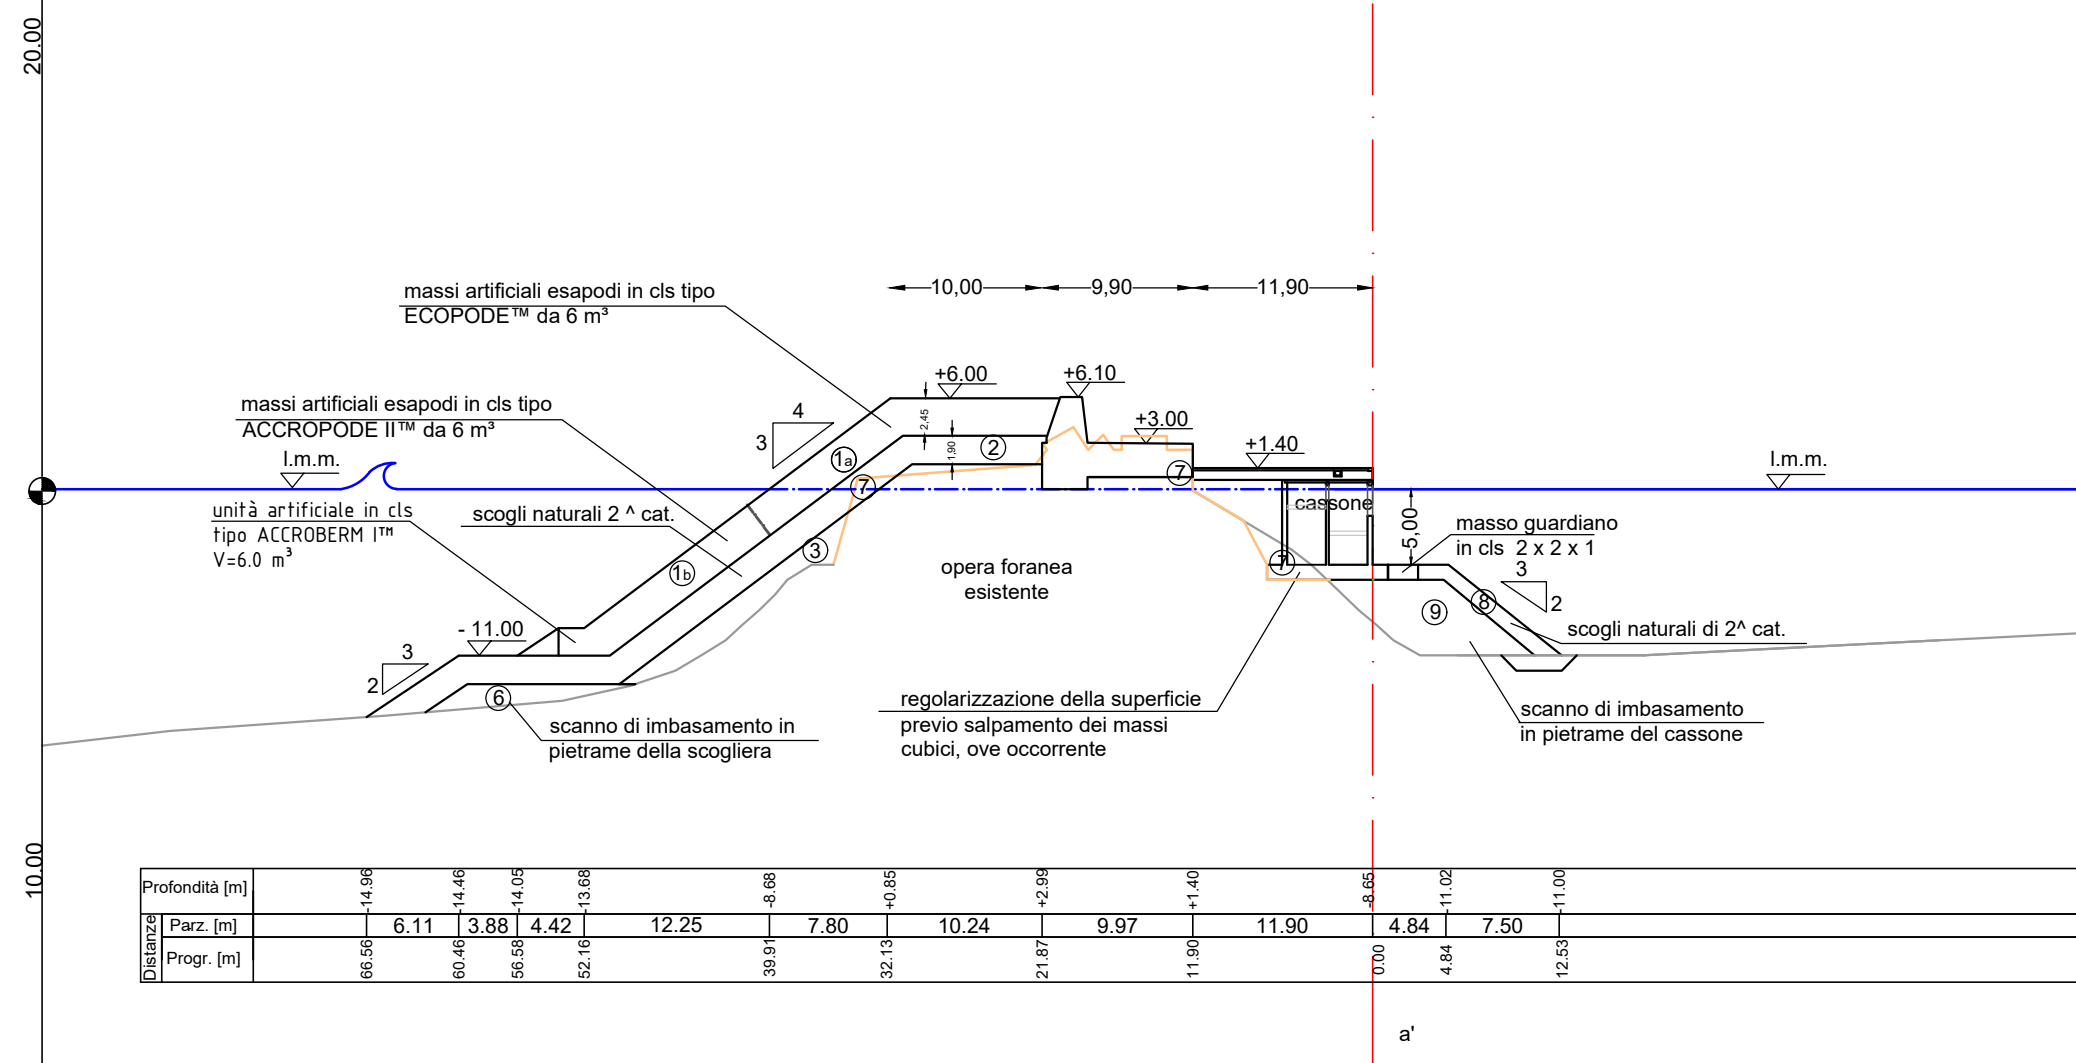 20.00
10,00 9,90 11,90
massi artificiali esapodi in cls tipo
ECOPODE™ da 6 m³
+6.00
+6.10
4
3
2,45
1,90
+3.00
+1.40
massi artificiali esapodi in cls tipo
ACCROPODE II™ da 6 m³
l.m.m.
l.m.m.
1a
2
7
7
unità artificiale in cls
tipo ACCROBERM I™
V=6.0 m³
scogli naturali 2 ^ cat.
cassone
5,00
masso guardiano
in cls 2 x 2 x 1
3
2
3
7
1b
opera foranea
esistente
8
9
scogli naturali di 2^ cat.
- 11.00
3
2
6
scanno di imbasamento in
pietrame della scogliera
regolarizzazione della superficie
previo salpamento dei massi
cubici, ove occorrente
scanno di imbasamento
in pietrame del cassone
10.00
Profondità [m] -14.96 -14.46 -14.05 -13.68 -8.68 +0.85 +2.99 +1.40 -8.65 -11.02 -11.00
Distanze
Parz. [m] 6.11 3.88 4.42 12.25 7.80 10.24 9.97 11.90 4.84 7.50
Progr. [m] 66.56 60.46 56.58 52.16 39.91 32.13 21.87 11.90 0.00 4.84 12.53
a'